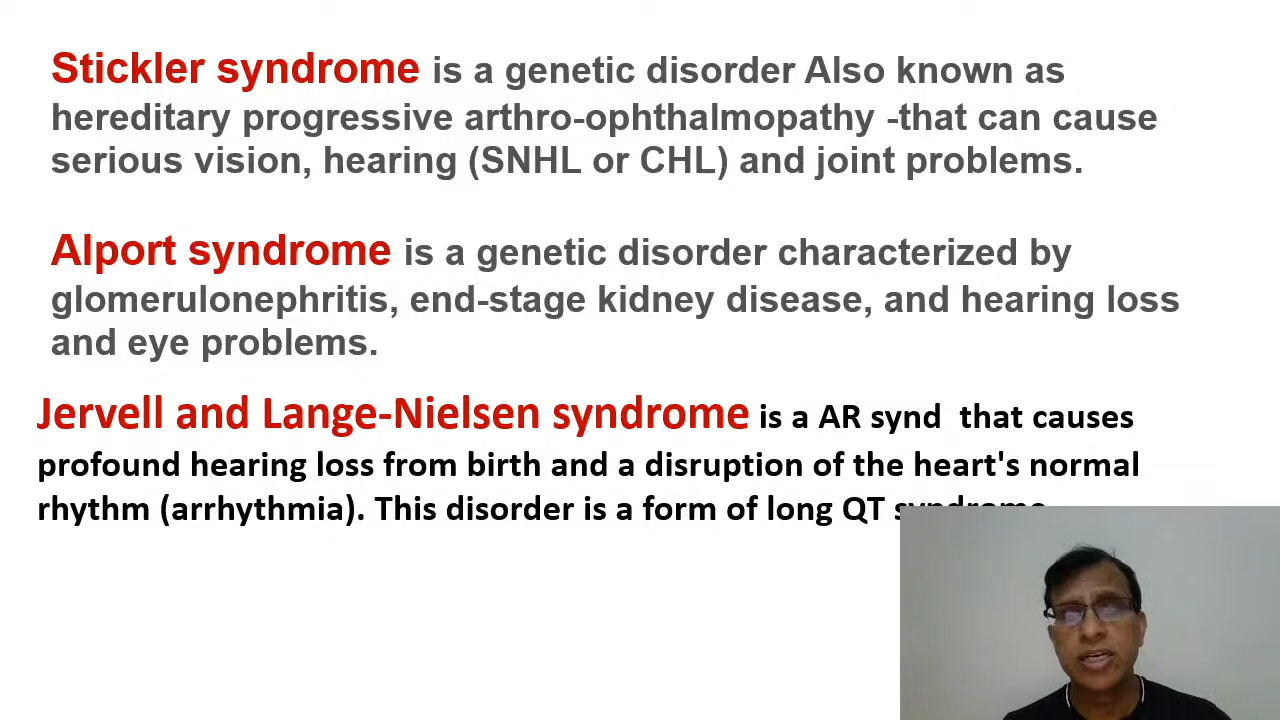 Stickler syndrome is a genetic disorder Also known as
hereditary progressive arthro-ophthalmopathy -that can cause
serious vision, hearing (SNHL or CHL) and joint problems.
Alport syndrome is a genetic disorder characterized by
glomerulonephritis, end-stage kidney disease, and hearing loss
and eye problems.
Jervell and Lange-Nielsen syndrome is a AR synd that causes
profound hearing loss from birth and a disruption of the heart's normal
rhythm (arrhythmia). This disorder is a form of long QT syndrome